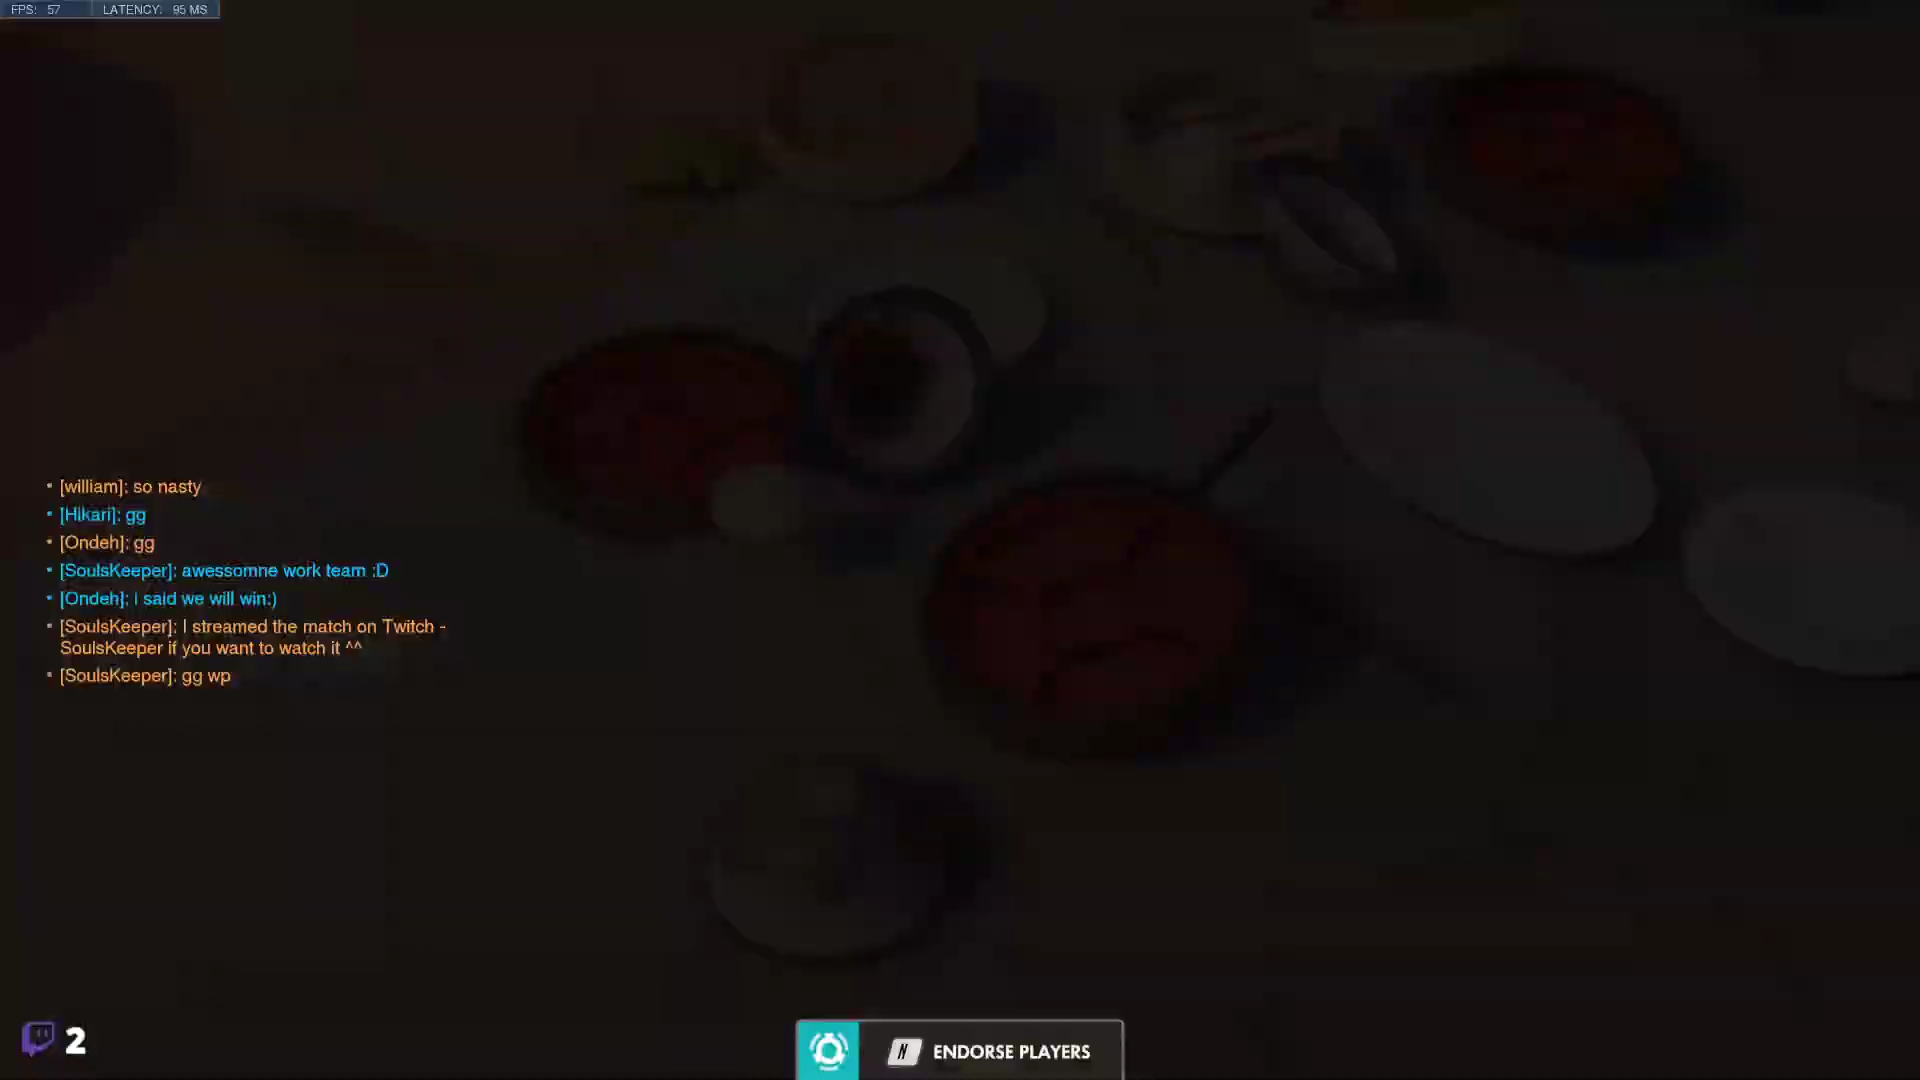 FPS: 57 LATENCY: 95 MS
• [william]: so nasty
• [Hikari]: gg
• [Ondeh]: gg
• [SoulsKeeper]: awessomne work team :D
• [Ondeh]: i said we will win:)
• [SoulsKeeper]: I streamed the match on Twitch -
SoulsKeeper if you want to watch it ^^
• [SoulsKeeper]: gg wp
2
N ENDORSE PLAYERS